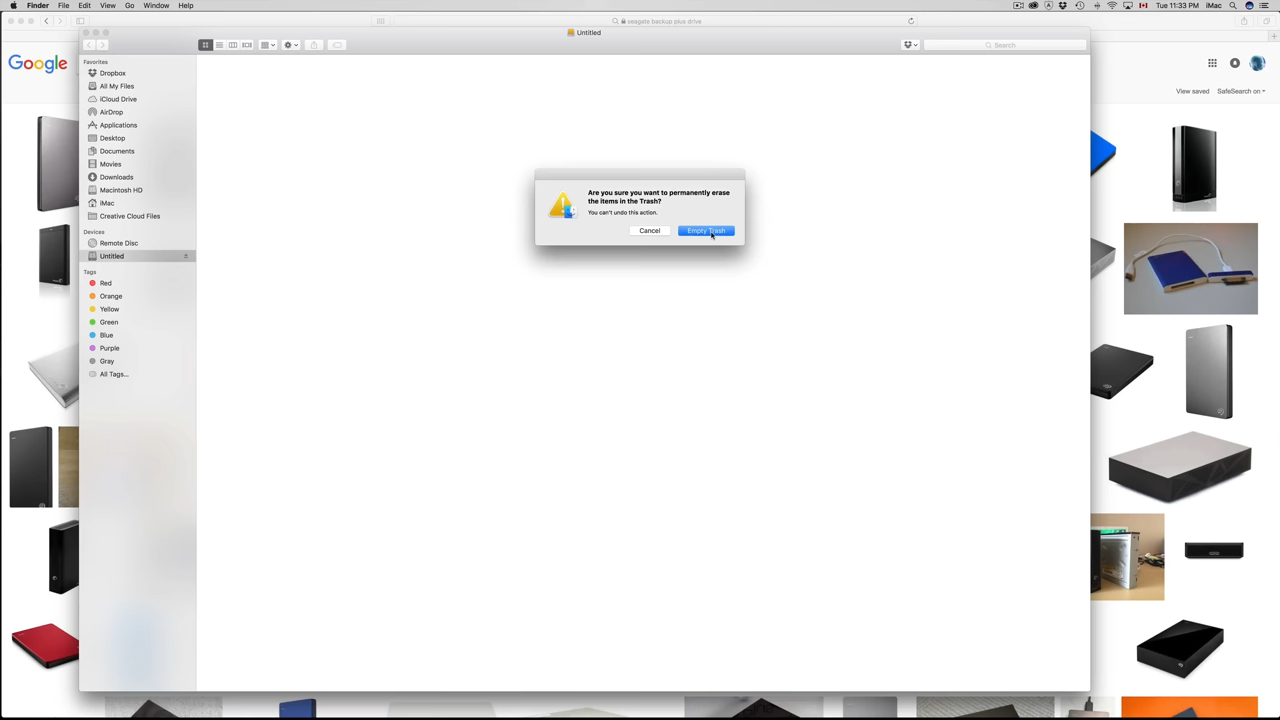 Finder File Edit View Go Window Help
Tue 11:33 PM iMac
seagate backup plus drive
Untitled
Search
Google
View saved SafeSearch on
Favorites
Dropbox
All My Files
iCloud Drive
AirDrop
Applications
Desktop
Documents
Movies
Downloads
Macintosh HD
iMac
Creative Cloud Files
Devices
Remote Disc
Untitled
Tags
Red
Orange
Yellow
Green
Blue
Purple
Gray
All Tags...
Are you sure you want to permanently erase
the items in the Trash?
You can't undo this action.
Cancel Empty Trash